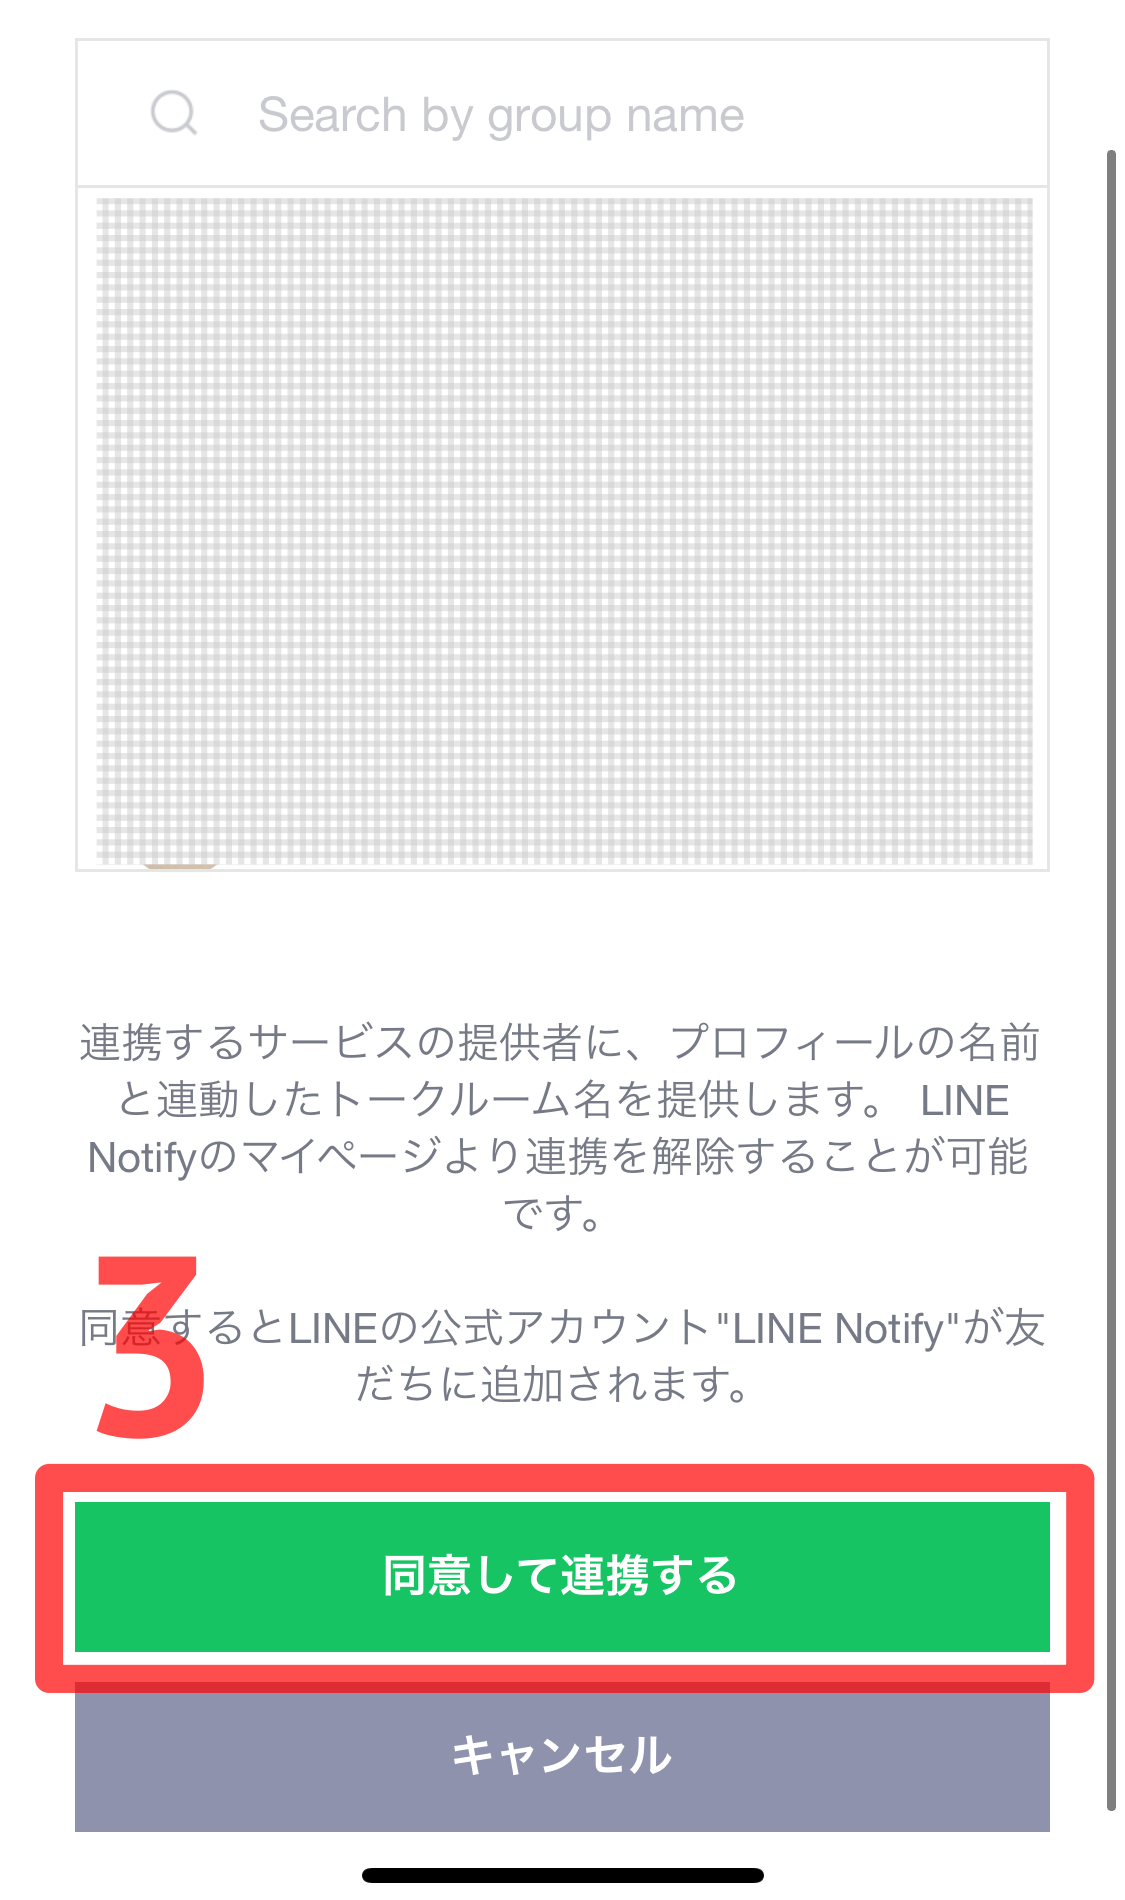 Search by group name
連携するサービスの提供者に、プロフィールの名前
と連動したトークルーム名を提供します。 LINE
Notifyのマイページより連携を解除することが可能
です。
3
同意するとLINEの公式アカウント"LINE Notify"が友
だちに追加されます。
同意して連携する
キャンセル